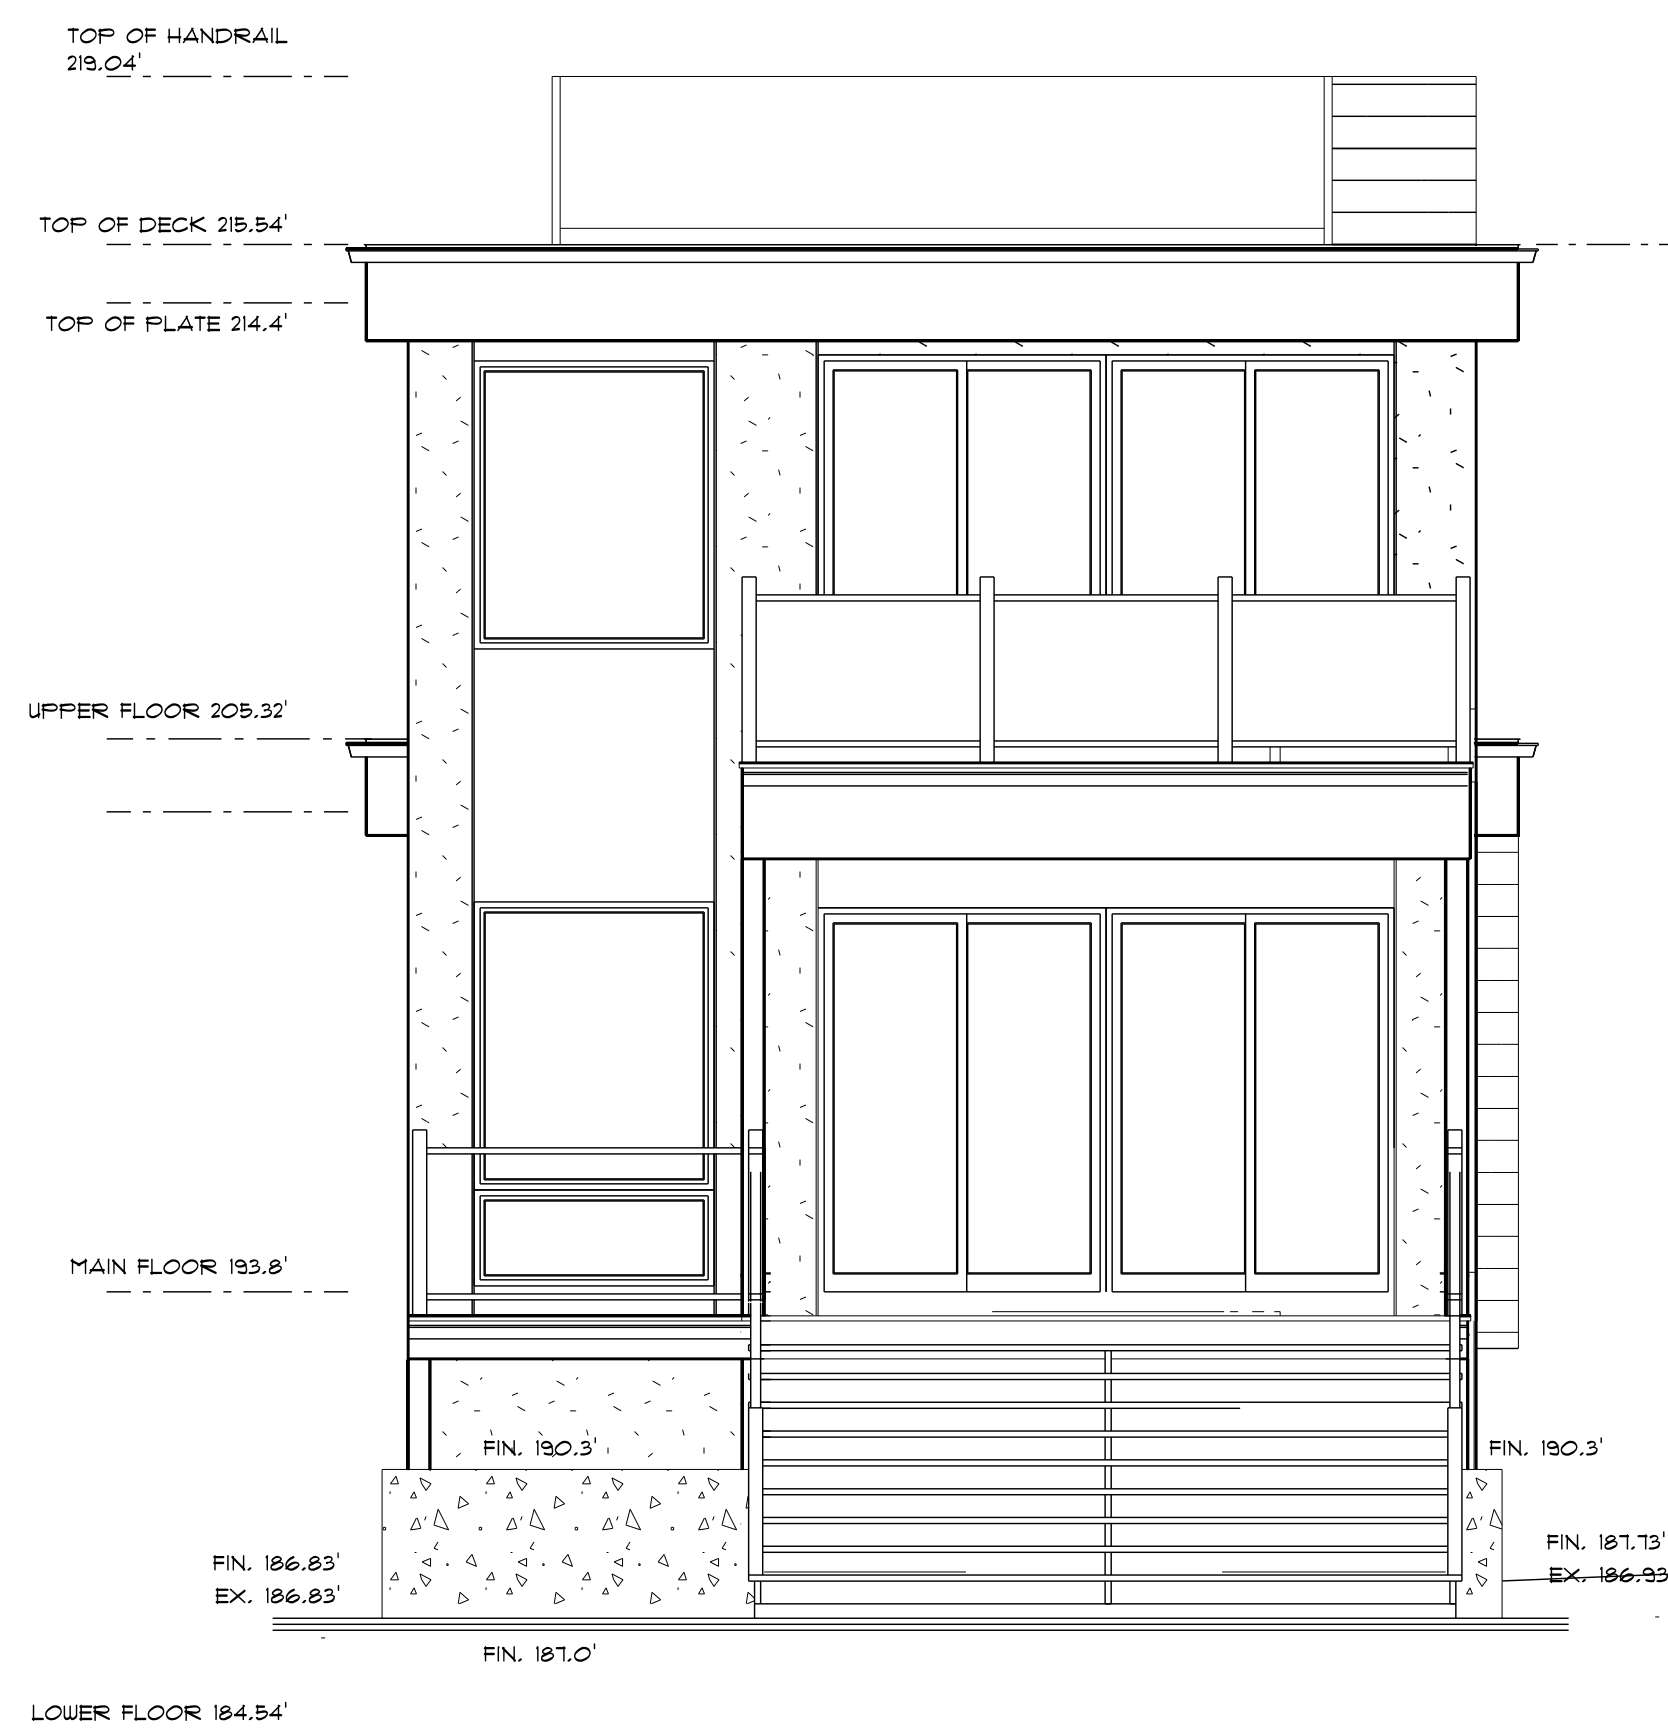 TOP OF HANDRAIL
219.04'
TOP OF DECK 215.54'
TOP OF PLATE 214.4'
UPPER FLOOR 205.32'
MAIN FLOOR 193.8'
FIN. 190.3'
FIN. 190.3'
FIN. 187.73'
FIN. 186.83'
EX. 186.93
EX. 186.83'
FIN. 187.0'
LOWER FLOOR 184.54'